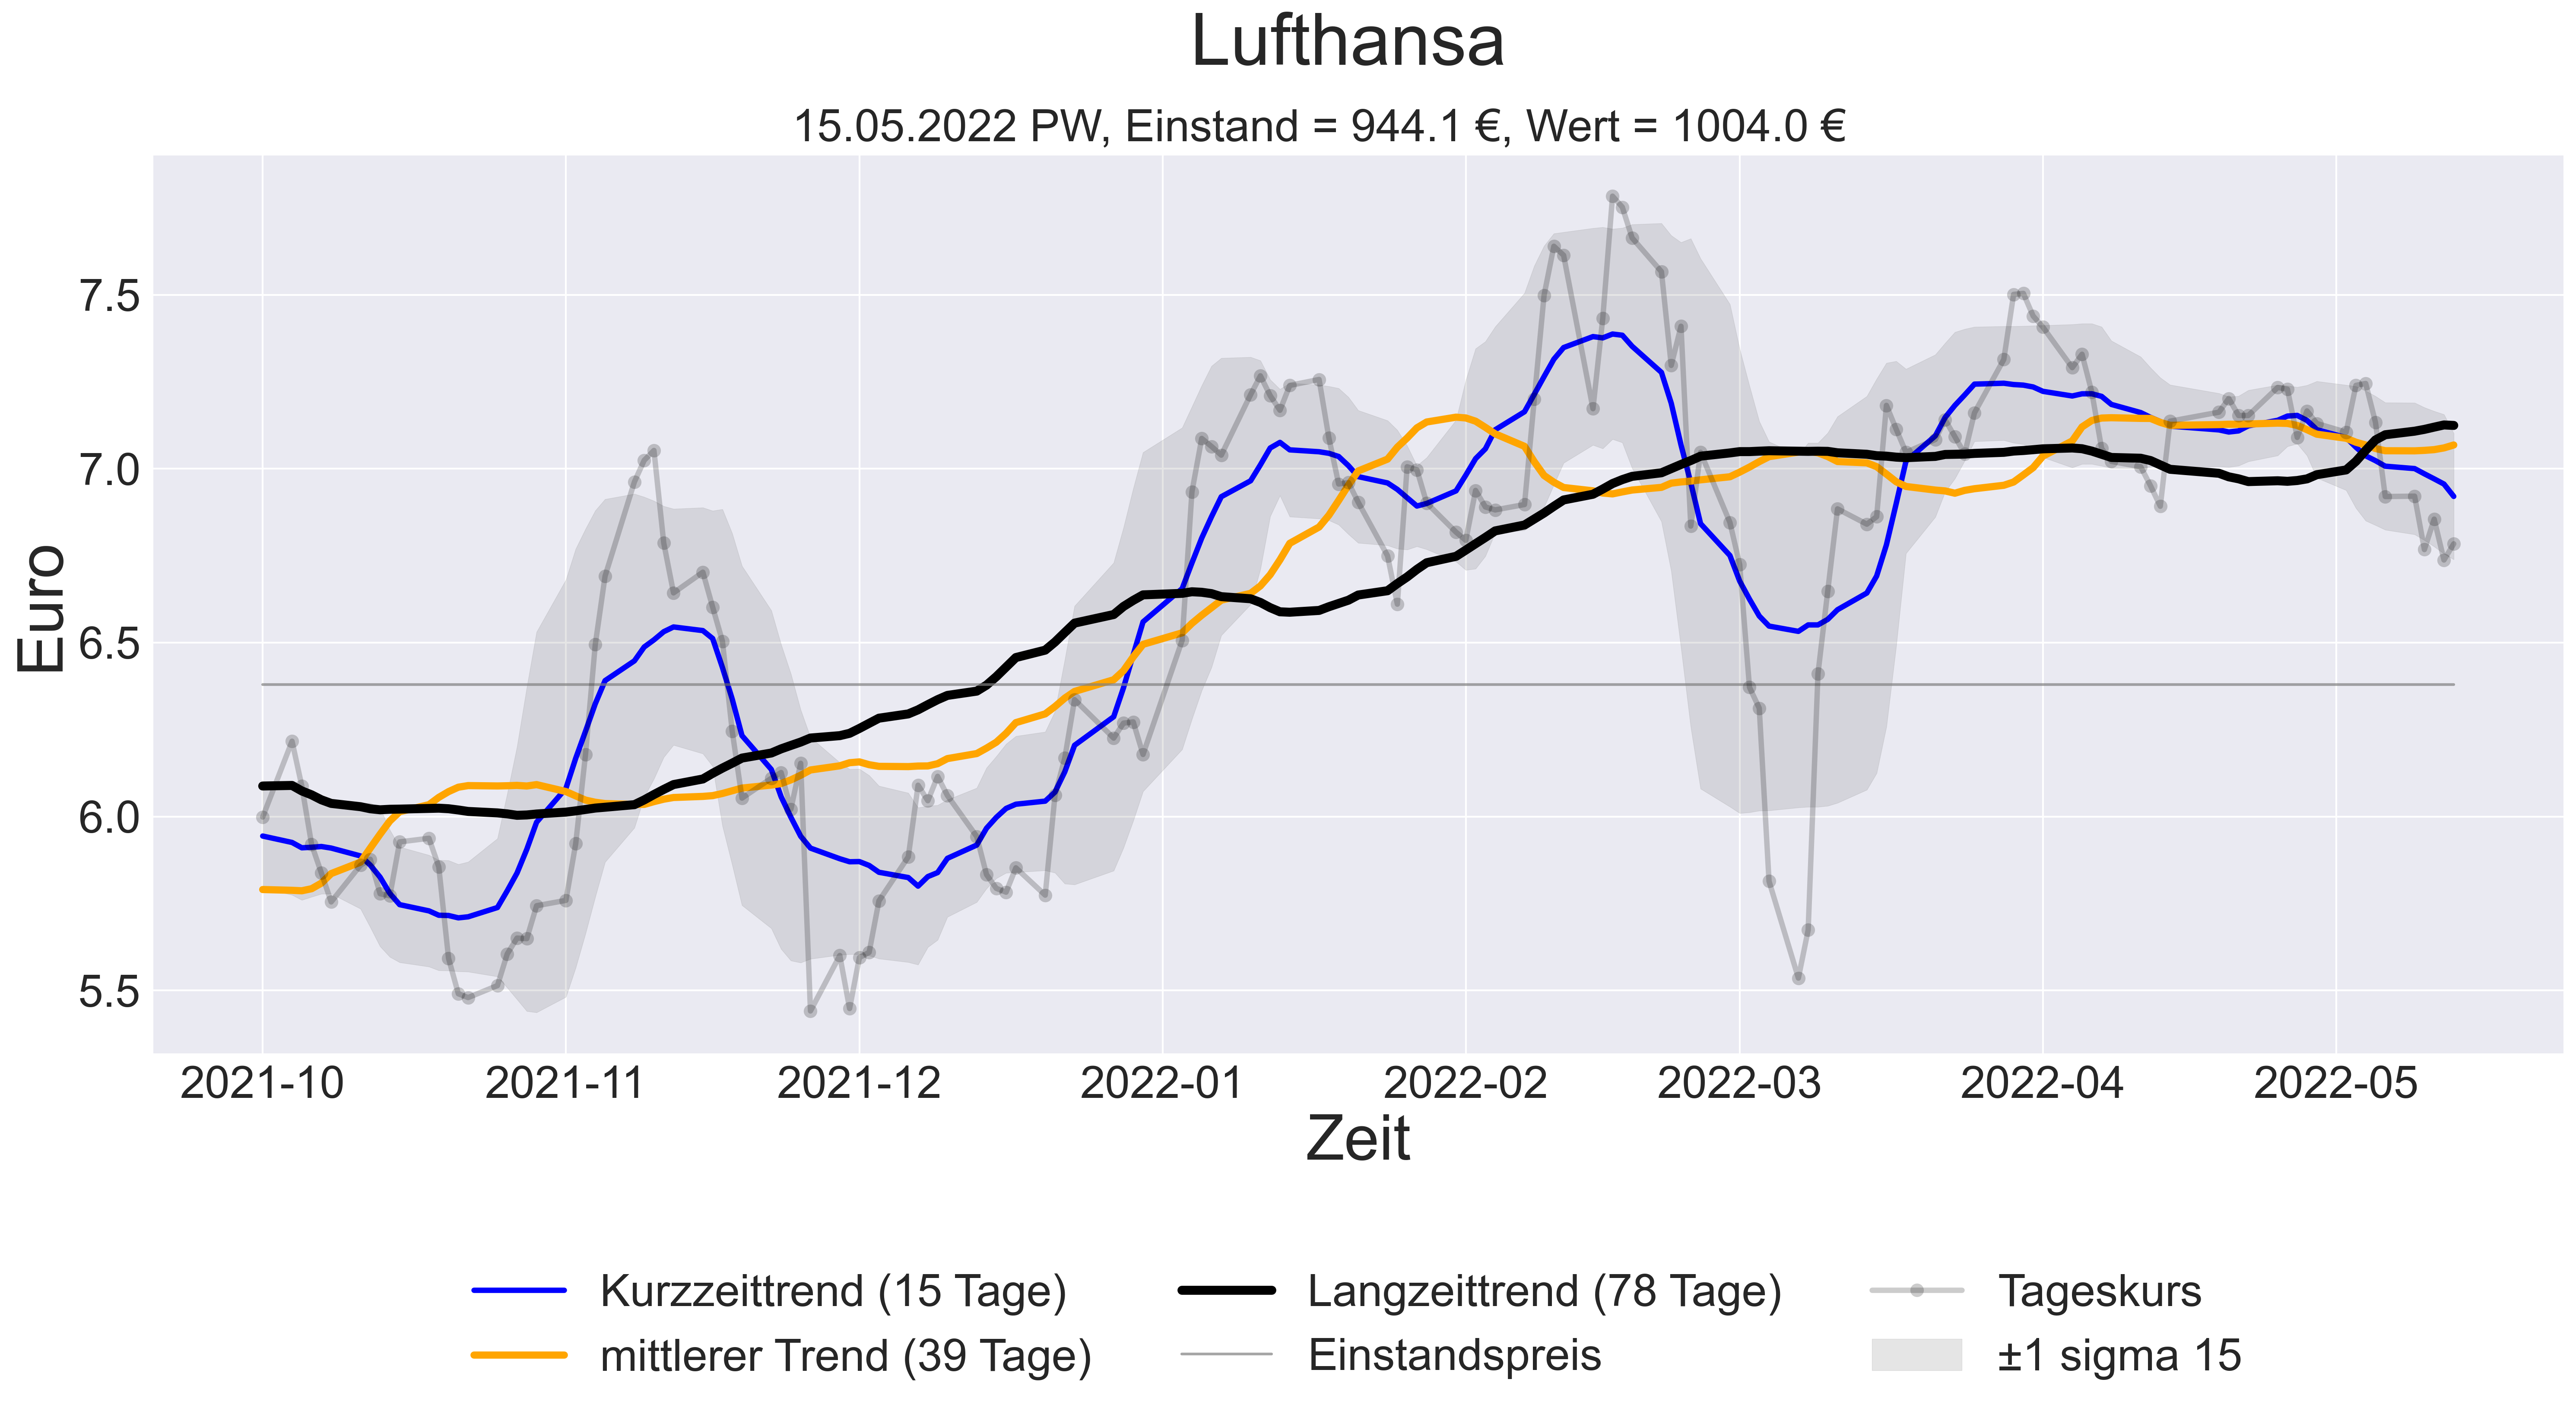 Lufthansa
15.05.2022 PW, Einstand = 944.1 €, Wert = 1004.0 €
Euro
7.5
7.0
6.5
6.0
5.5
2021-10 2021-11 2021-12 2022-01 2022-02 2022-03 2022-04 2022-05
Zeit
Kurzzeittrend (15 Tage) Langzeittrend (78 Tage) Tageskurs
mittlerer Trend (39 Tage) Einstandspreis ±1 sigma 15